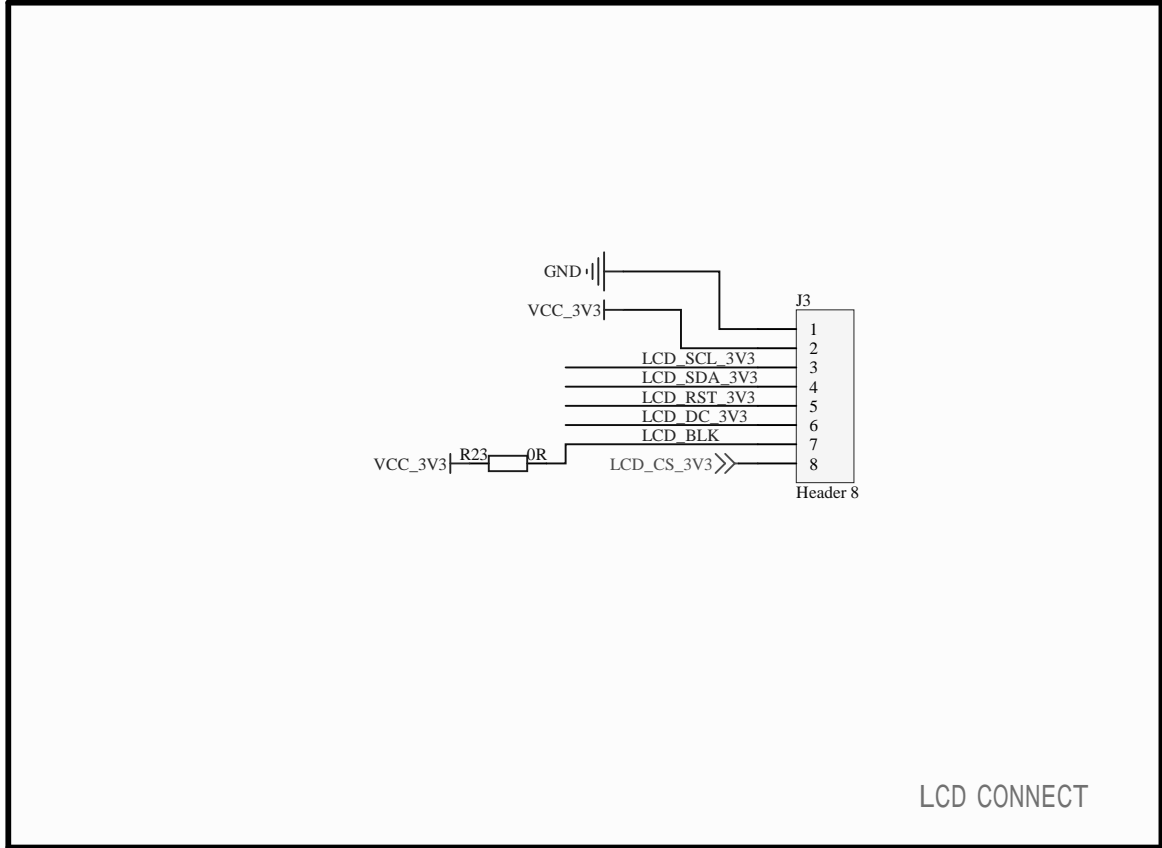 GND
J3
VCC_3V3
1
2
LCD_SCL_3V3
3
LCD_SDA_3V3
4
LCD_RST_3V3
5
LCD_DC_3V3
6
LCD_BLK
7
VCC_3V3
R23
0R
LCD_CS_3V3
8
Header 8
LCD CONNECT